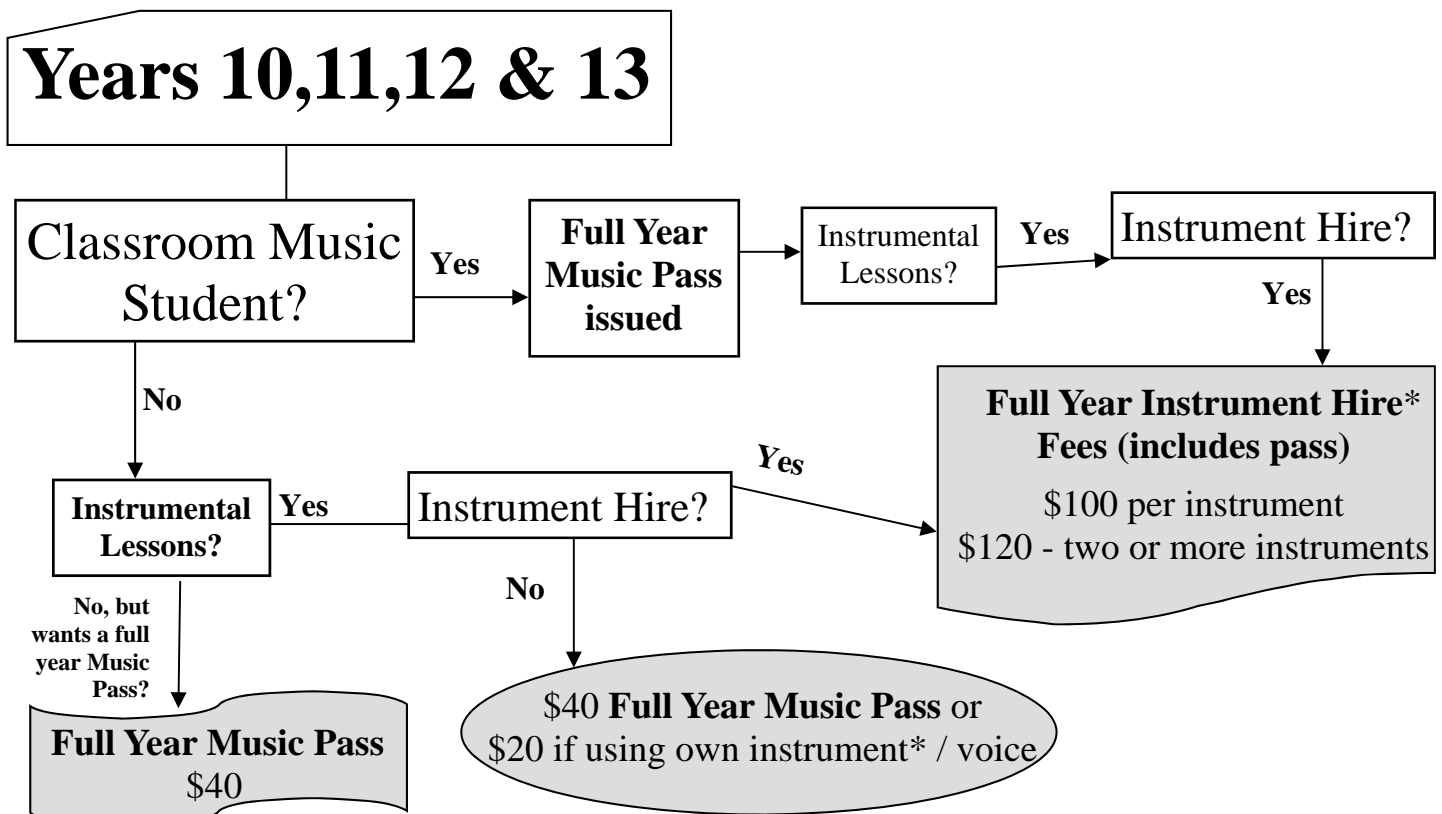 Years 10,11,12 & 13
Classroom Music
Student?
Yes
Full Year
Music Pass
issued
Instrumental
Lessons?
Yes
Instrument Hire?
Yes
No
Full Year Instrument Hire*
Fees (includes pass)
$100 per instrument
$120 - two or more instruments
Instrumental
Lessons?
Yes
Instrument Hire?
Yes
No
No, but
wants a full
year Music
Pass?
$40 Full Year Music Pass or
$20 if using own instrument* / voice
Full Year Music Pass
$40